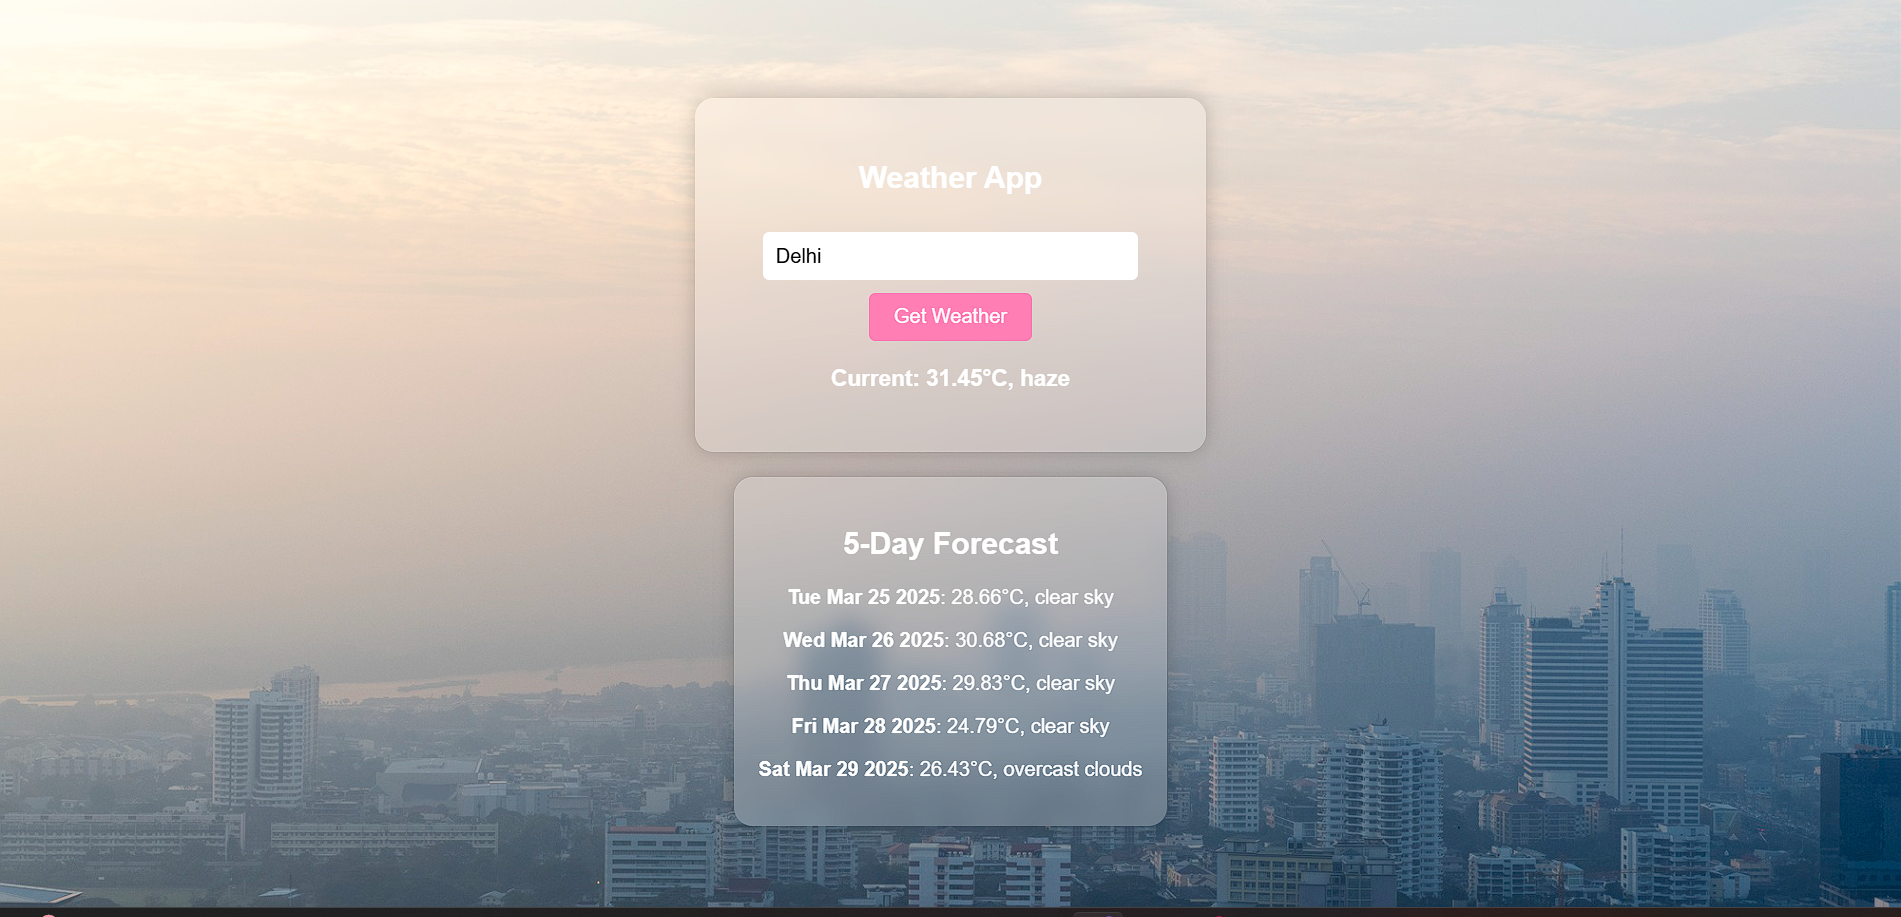 Weather App
Delhi
Get Weather
Current: 31.45°C, haze
5-Day Forecast
Tue Mar 25 2025: 28.66°C, clear sky
Wed Mar 26 2025: 30.68°C, clear sky
Thu Mar 27 2025: 29.83°C, clear sky
Fri Mar 28 2025: 24.79°C, clear sky
Sat Mar 29 2025: 26.43°C, overcast clouds